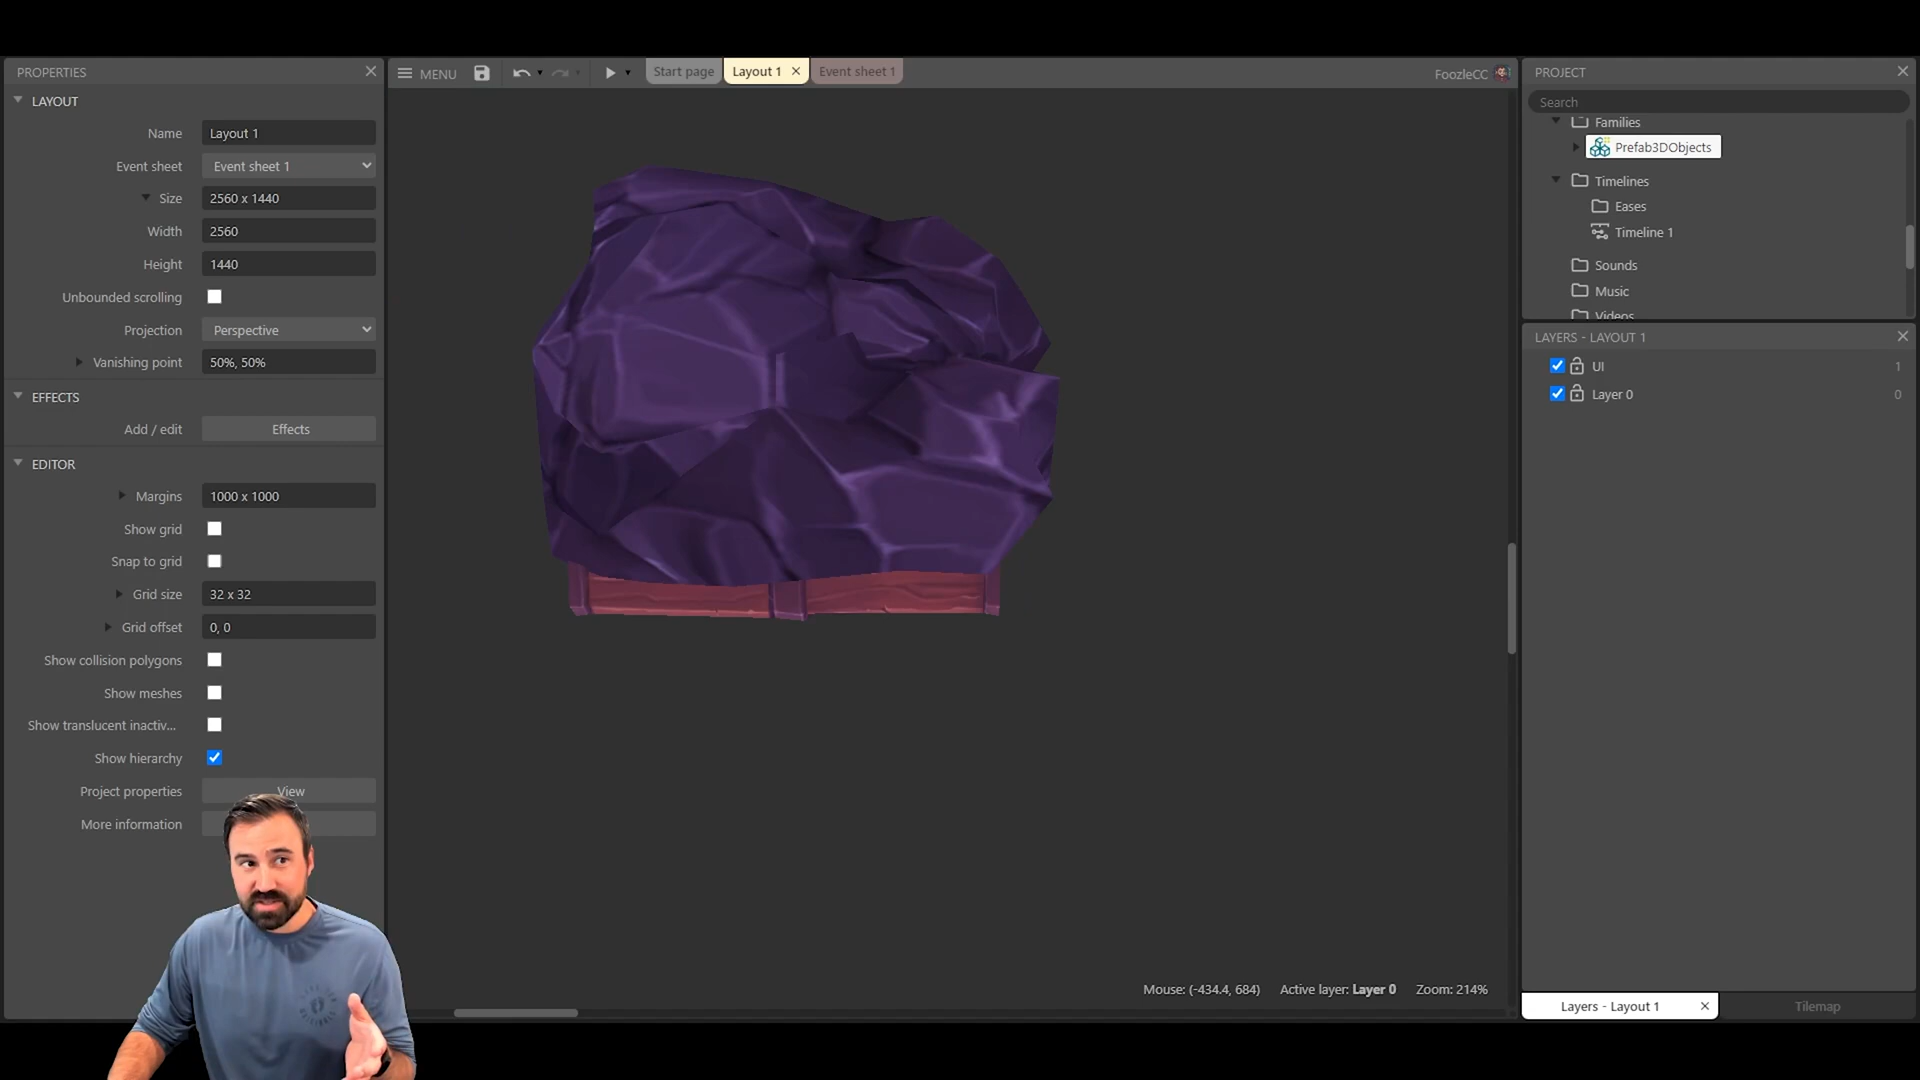 PROPERTIES
LAYOUT
Name
Layout 1
Event sheet
Event sheet 1
Size
2560 x 1440
Width
2560
Height
1440
Unbounded scrolling
Projection
Perspective
Vanishing point
50%, 50%
EFFECTS
Add / edit
Effects
EDITOR
Margins
1000 x 1000
Show grid
Snap to grid
Grid size
32 x 32
Grid offset
0, 0
Show collision polygons
Show meshes
Show translucent inactiv...
Show hierarchy
Project properties
View
More information
MENU
Start page
Layout 1
Event sheet 1
FoozleCC
Mouse: (-434.4, 684)
Active layer: Layer 0
Zoom: 214%
PROJECT
Search
Families
Prefab3DObjects
Timelines
Eases
Timeline 1
Sounds
Music
Videos
LAYERS - LAYOUT 1
UI
1
Layer 0
0
Layers - Layout 1
Tilemap